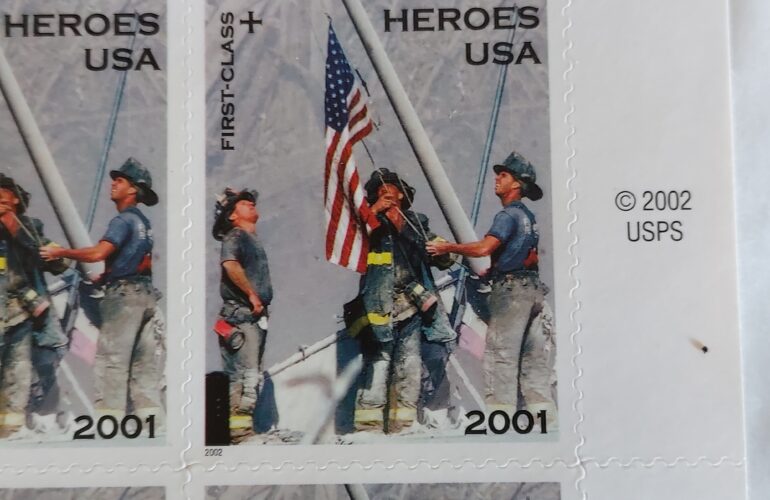 HEROES
USA
2001
FIRST-CLASS+
HEROES
USA
2001
2002
© 2002
USPS